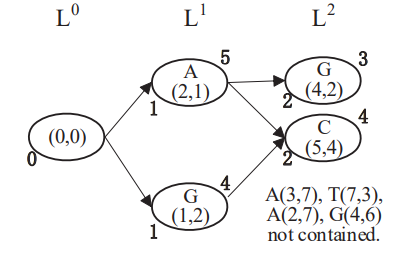 L⁰ L¹ L²
5 3
A G
(2,1) (4,2)
1 2
4
(0,0) C
0 2 (5,4)
4
G
(1,2)
1
A(3,7), T(7,3),
A(2,7), G(4,6)
not contained.